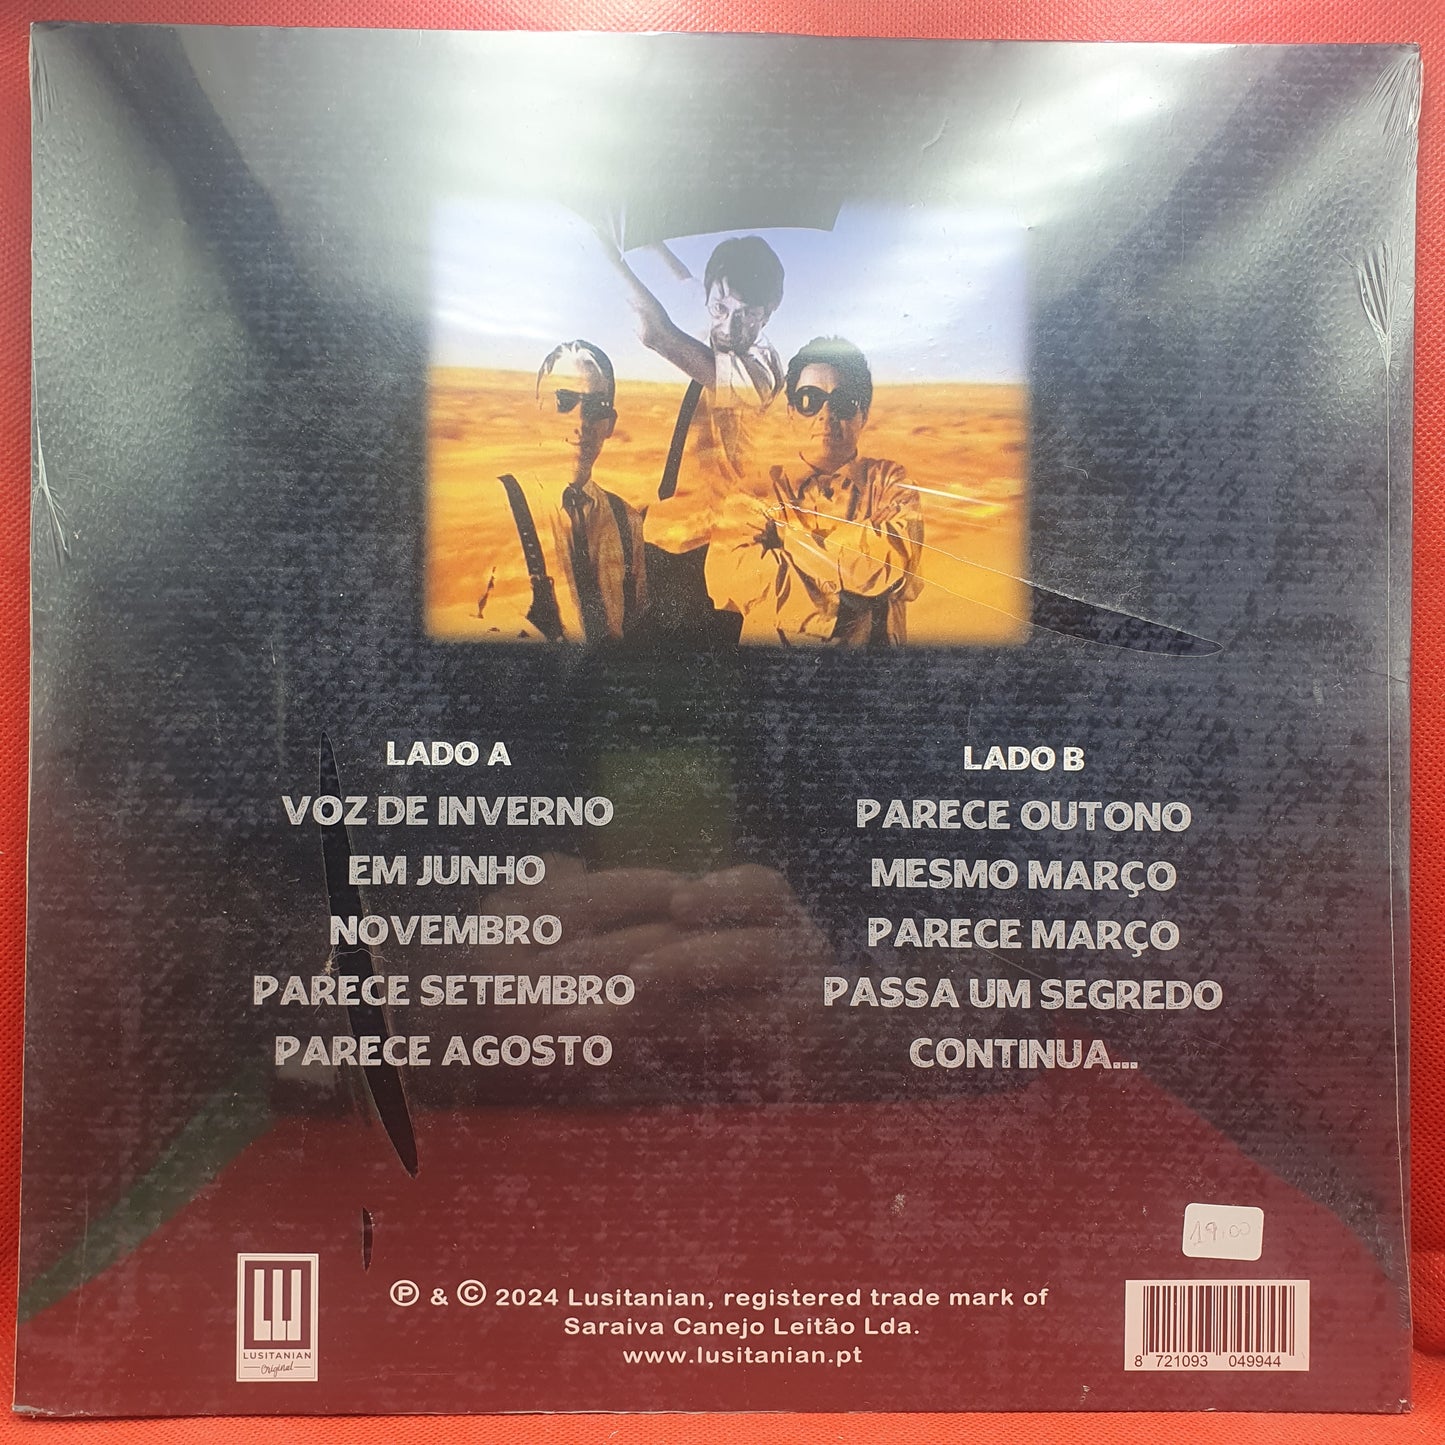 LADO A
VOZ DE INVERNO
EM JUNHO
NOVEMBRO
PARECE SETEMBRO
PARECE AGOSTO
LADO B
PARECE OUTONO
MESMO MARÇO
PARECE MARÇO
PASSA UM SEGREDO
CONTINUA...
19.00
LUSITANIAN
Original
Ⓟ & © 2024 Lusitanian, registered trade mark of
Saraiva Canejo Leitão Lda.
www.lusitanian.pt
8 721093 049944